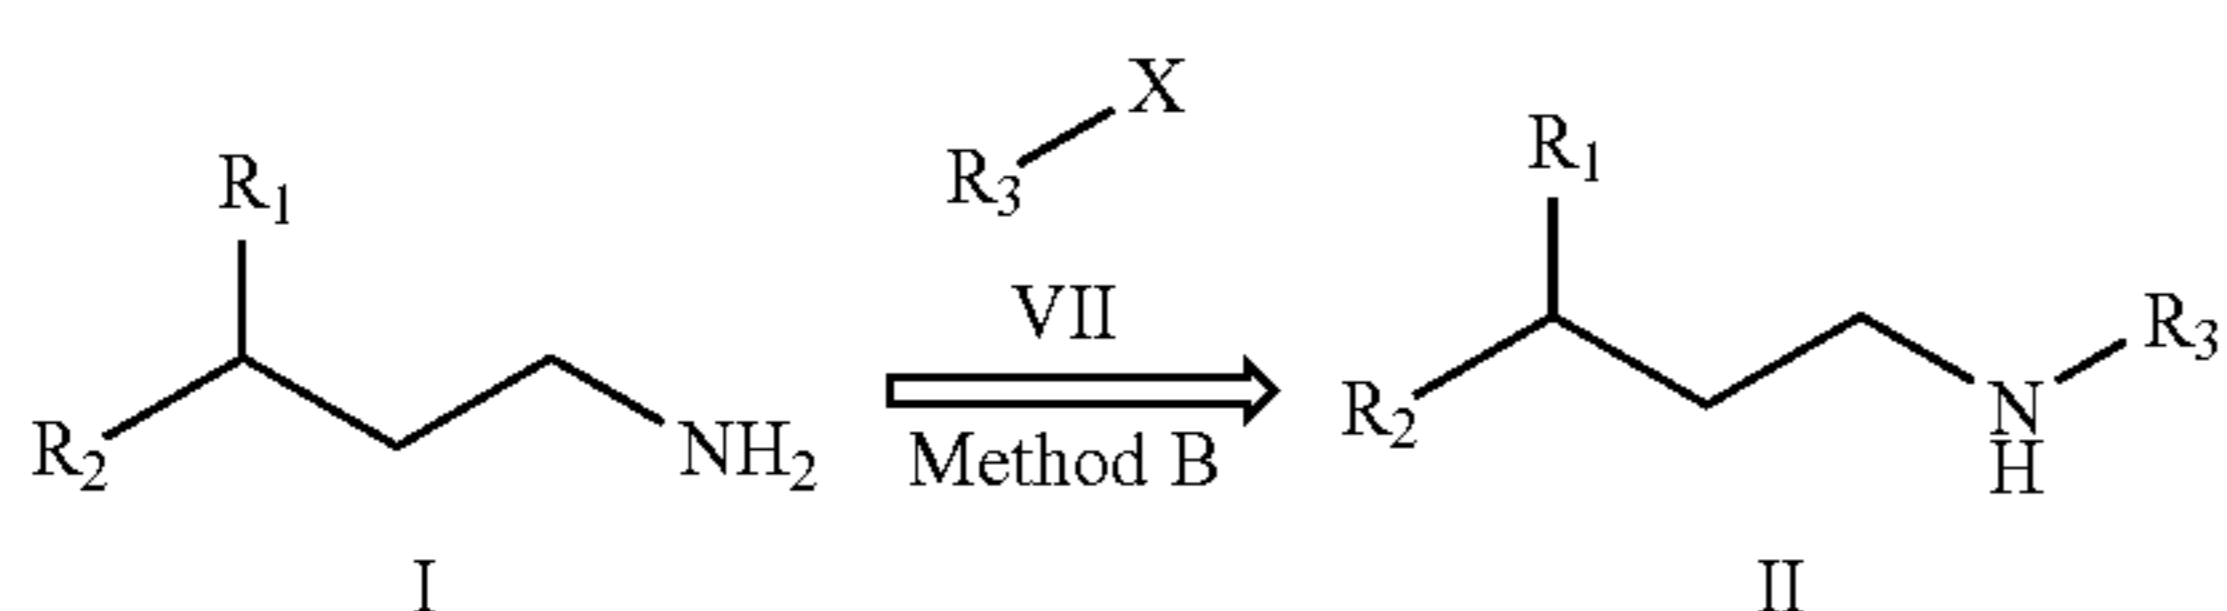 X
R₃
R₁
R₁
VII
R₃
R₂
NH₂
Method B
R₂
N
H
I
II